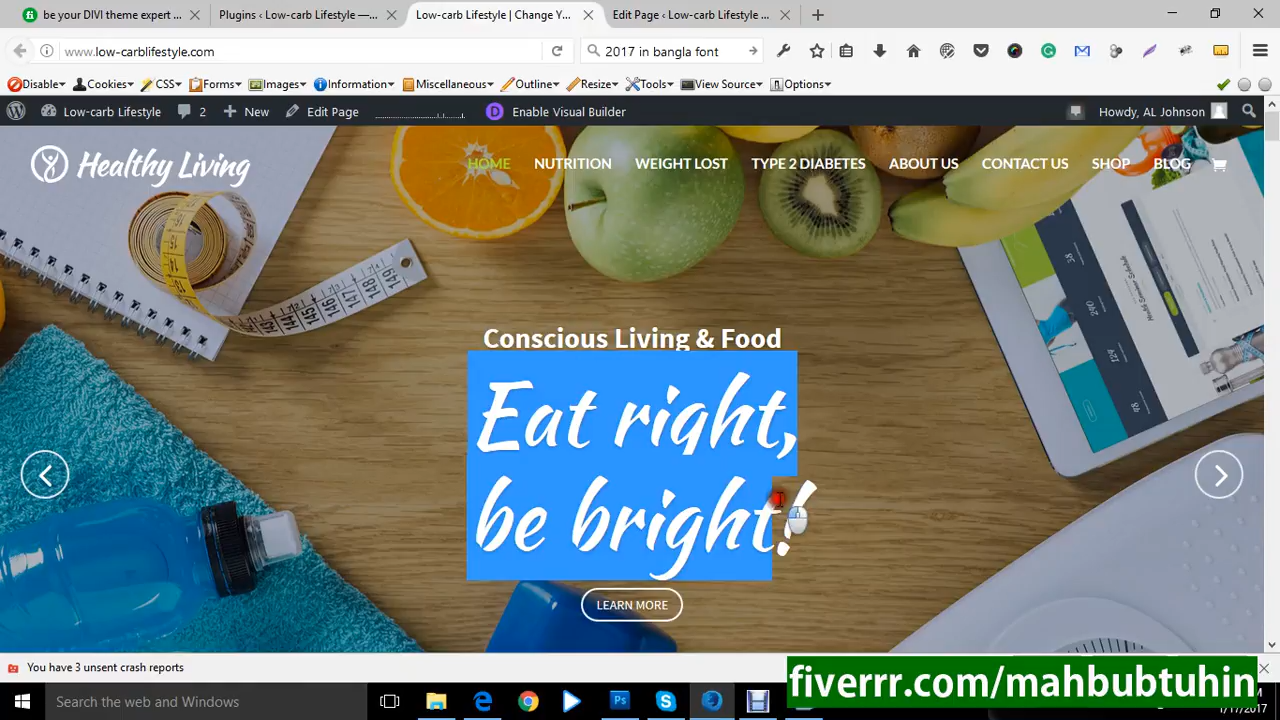 be your DIVI theme expert ...
Plugins ‹ Low-carb Lifestyle —...
Low-carb Lifestyle | Change Y...
Edit Page ‹ Low-carb Lifestyle ...
www.low-carblifestyle.com
2017 in bangla font
Disable Cookies CSS Forms Images Information Miscellaneous Outline Resize Tools View Source Options
Low-carb Lifestyle 2 New Edit Page Enable Visual Builder Howdy, AL Johnson
Healthy Living
HOME NUTRITION WEIGHT LOST TYPE 2 DIABETES ABOUT US CONTACT US SHOP BLOG
Conscious Living & Food
Eat right,
be bright!
LEARN MORE
You have 3 unsent crash reports
fiverrr.com/mahbubtuhin
Search the web and Windows
1/17/2017